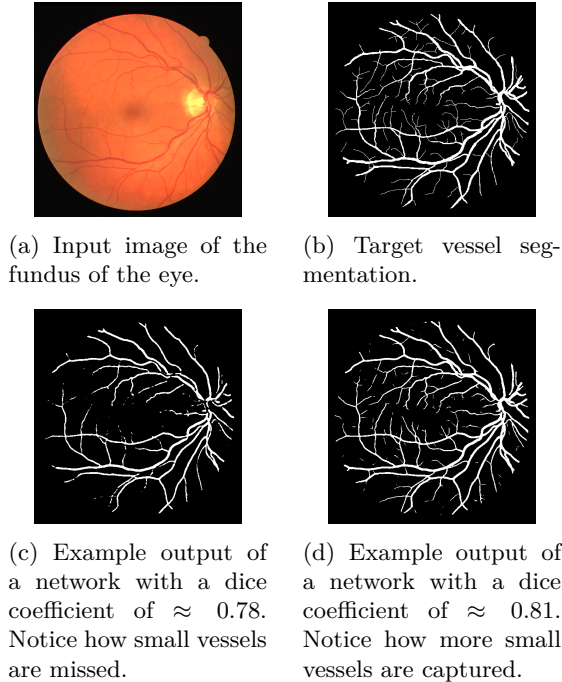 (a) Input image of the
fundus of the eye.
(b) Target vessel seg-
mentation.
(c) Example output of
a network with a dice
coefficient of ≈ 0.78.
Notice how small vessels
are missed.
(d) Example output of
a network with a dice
coefficient of ≈ 0.81.
Notice how more small
vessels are captured.